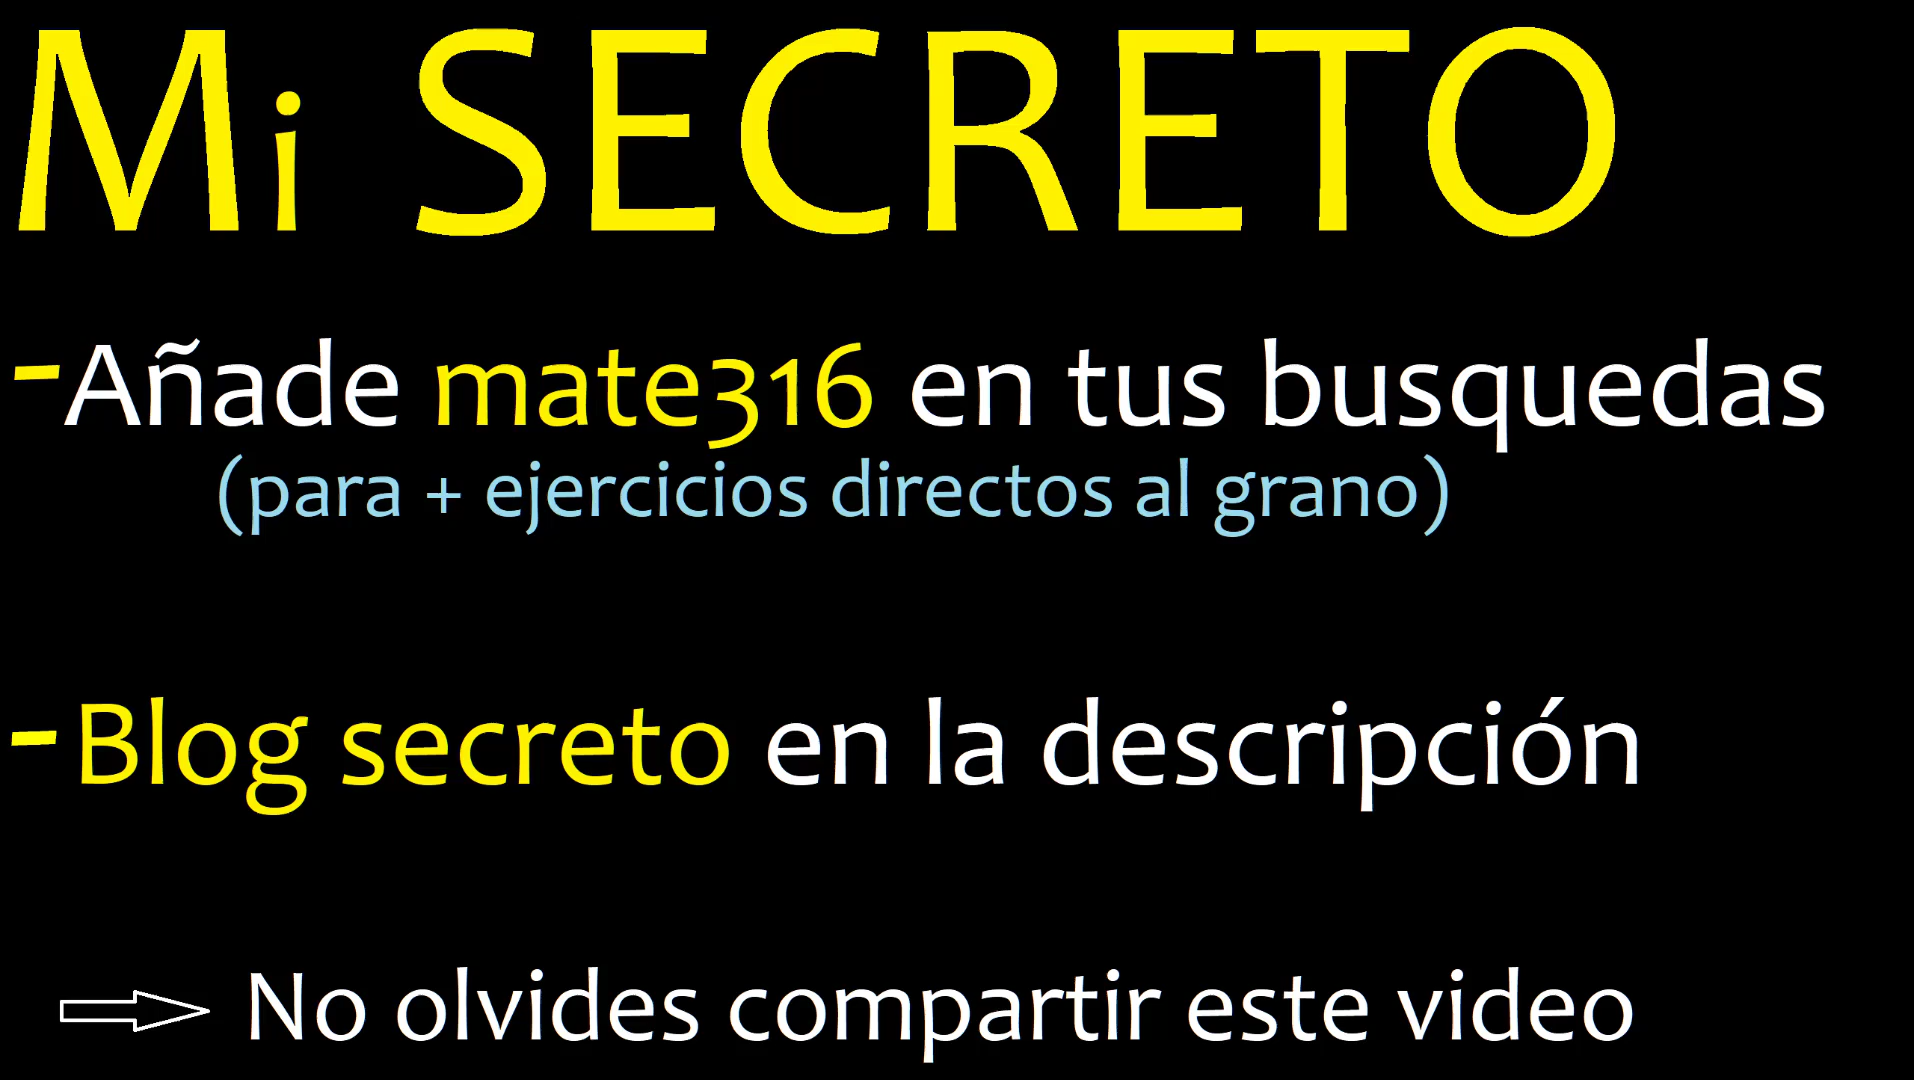 Mi SECRETO
-Añade mate316 en tus busquedas
(para + ejercicios directos al grano)
-Blog secreto en la descripción
No olvides compartir este video